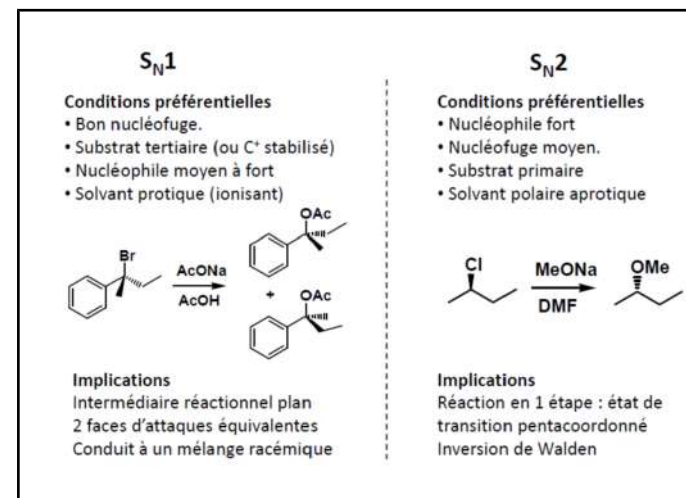 S_N1
Conditions préférentielles
• Bon nucléofuge.
• Substrat tertiaire (ou C⁺ stabilisé)
• Nucléophile moyen à fort
• Solvant protique (ionisant)
Br
AcONa
AcOH
OAc
+
OAc
Implications
Intermédiaire réactionnel plan
2 faces d'attaques équivalentes
Conduit à un mélange racémique
S_N2
Conditions préférentielles
• Nucléophile fort
• Nucléofuge moyen.
• Substrat primaire
• Solvant polaire aprotique
Cl
MeONa
DMF
OMe
Implications
Réaction en 1 étape : état de
transition pentacoordonné
Inversion de Walden